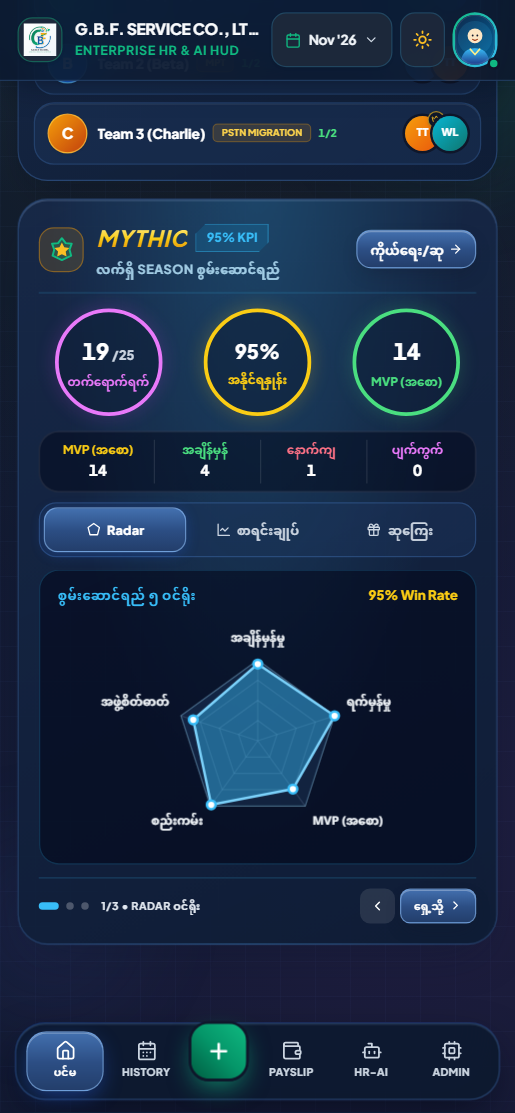 G.B.F. SERVICE CO., LT...
ENTERPRISE HR & AI HUD
Nov '26
Team 2 (Beta)
C
Team 3 (Charlie)
PSTN MIGRATION
1/2
TT
WL
MYTHIC
95% KPI
လက်ရှိ SEASON စွမ်းဆောင်ရည်
ကိုယ်ရေး/ဆု →
19 /25
တက်ရောက်ရက်
95%
အနိုင်ရနှုန်း
14
MVP (အစော)
MVP (အစော)
14
အချိန်မှန်
4
နောက်ကျ
1
ပျက်ကွက်
0
Radar
စာရင်းချုပ်
ဆုကြေး
စွမ်းဆောင်ရည် ၅ ဝင်ရိုး
95% Win Rate
အချိန်မှန်မှု
အဖွဲ့စိတ်ဓာတ်
ရက်မှန်မှု
စည်းကမ်း
MVP (အစော)
1/3 • RADAR ဝင်ရိုး
ရှေ့သို့
ပင်မ
HISTORY
PAYSLIP
HR-AI
ADMIN